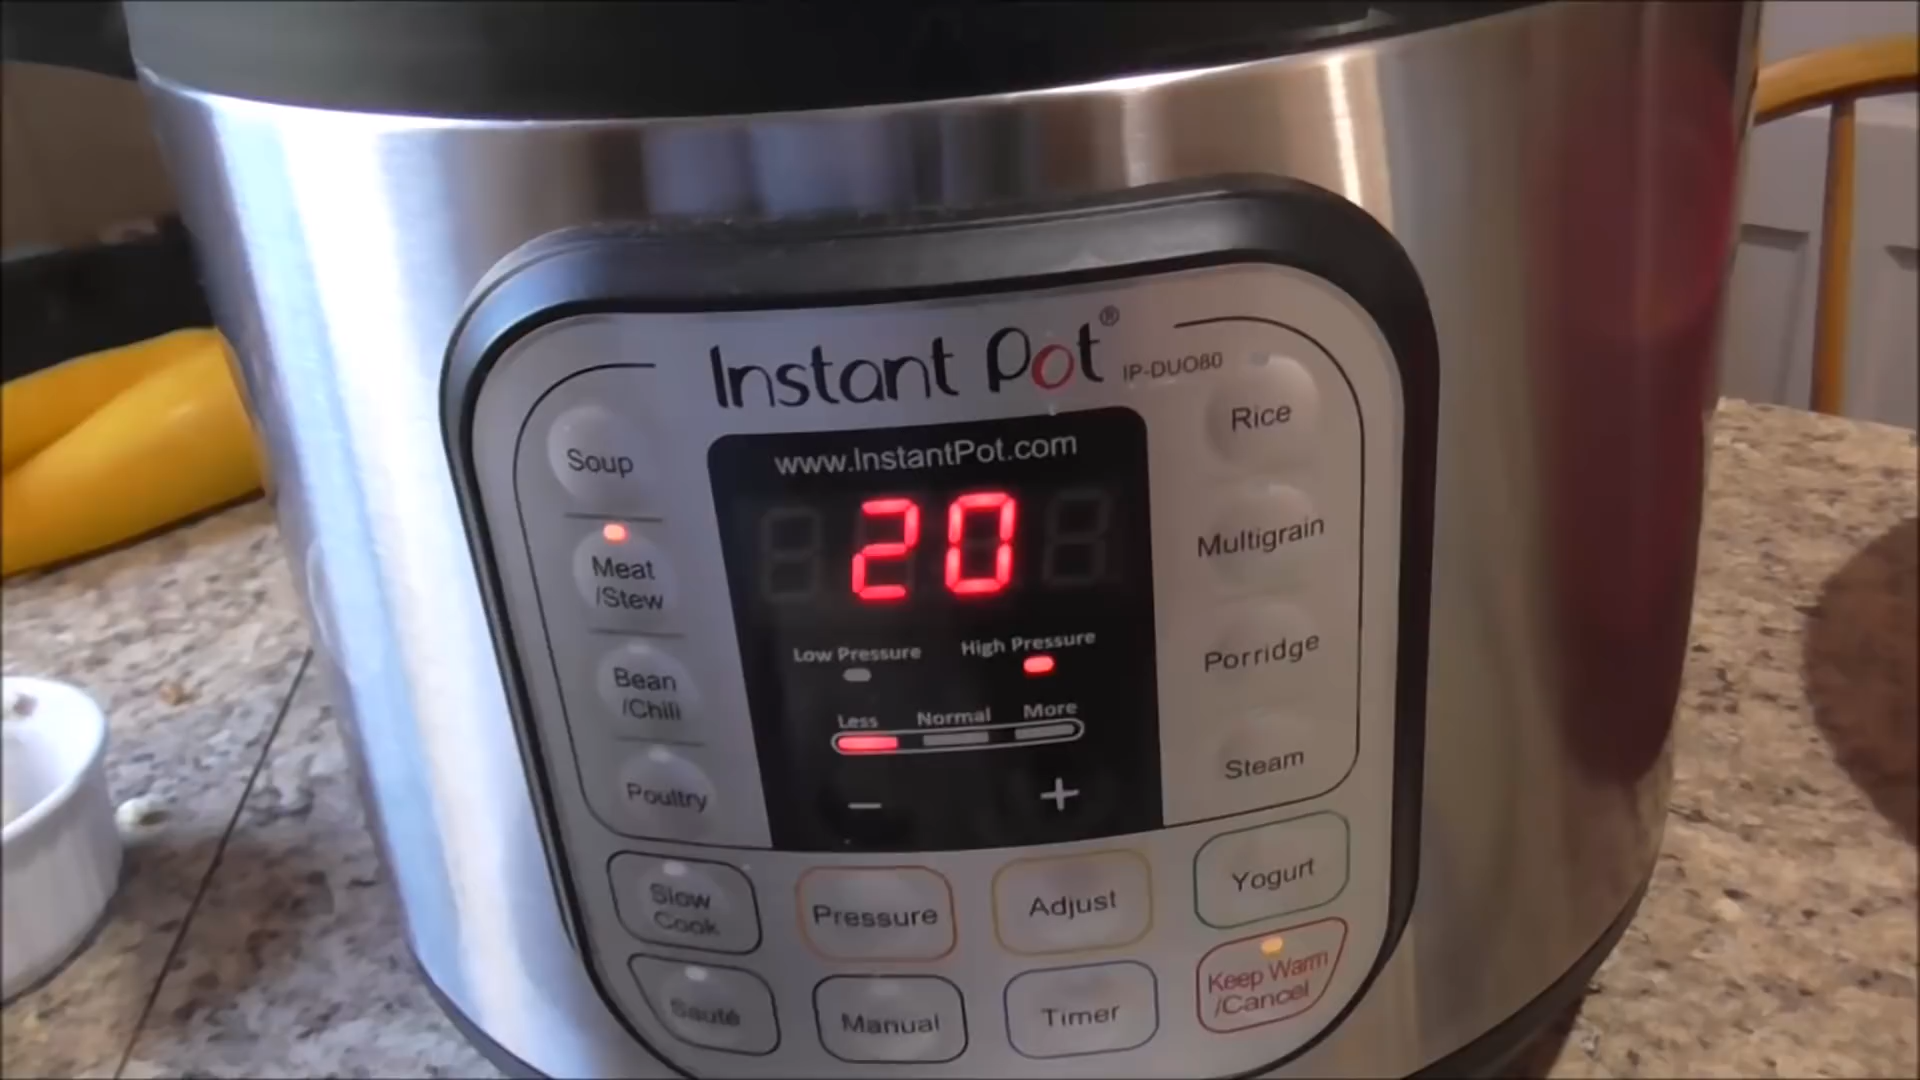 Instant Pot® IP-DUO80
www.InstantPot.com
20
Low Pressure High Pressure
Less Normal More
− +
Soup
Meat
/Stew
Bean
/Chili
Poultry
Rice
Multigrain
Porridge
Steam
Slow
Cook
Pressure
Adjust
Yogurt
Sauté
Manual
Timer
Keep Warm
/Cancel